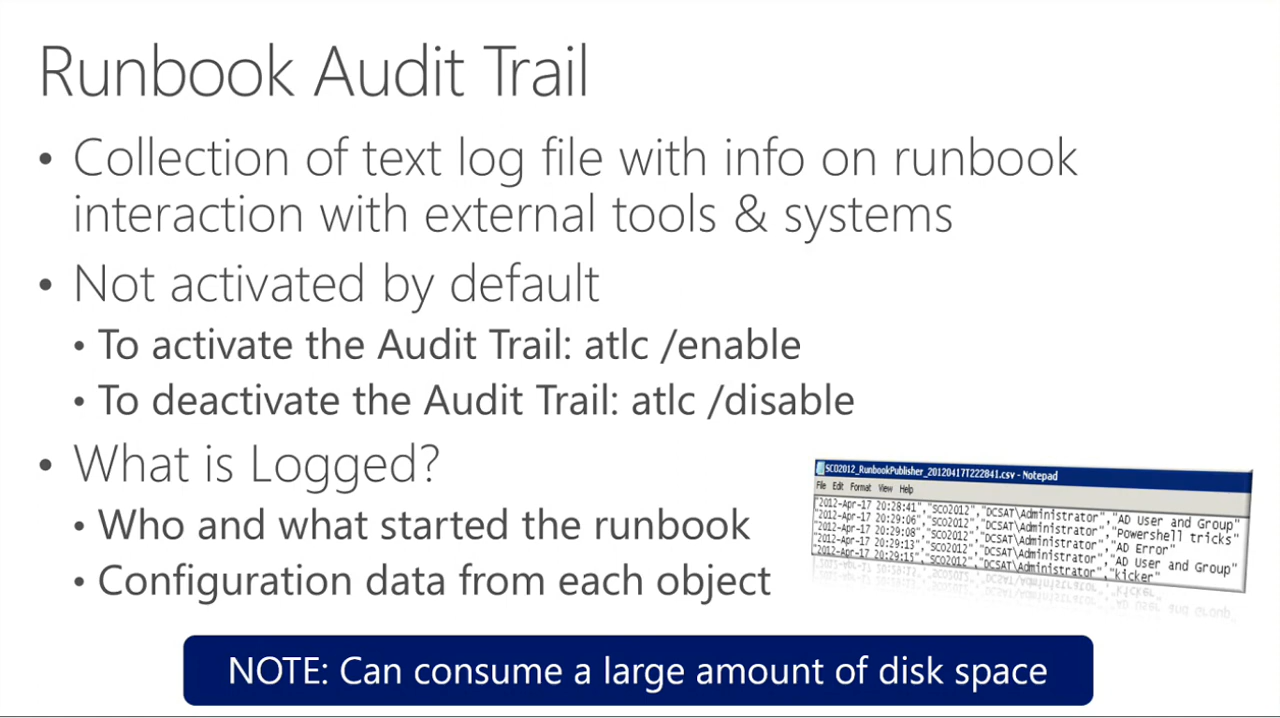 Runbook Audit Trail
• Collection of text log file with info on runbook
interaction with external tools & systems
• Not activated by default
• To activate the Audit Trail: atlc /enable
• To deactivate the Audit Trail: atlc /disable
• What is Logged?
• Who and what started the runbook
• Configuration data from each object
SCO2012_RunbookPublisher_20120417T222841.csv - Notepad
File Edit Format View Help
"2012-Apr-17 20:28:41","SCO2012","DCSAT\Administrator","AD User and Group"
"2012-Apr-17 20:29:06","SCO2012","DCSAT\Administrator","Powershell tricks"
"2012-Apr-17 20:29:08","SCO2012","DCSAT\Administrator","AD Error"
"2012-Apr-17 20:29:13","SCO2012","DCSAT\Administrator","AD User and Group"
"2012-Apr-17 20:29:15","SCO2012","DCSAT\Administrator","kicker"
NOTE: Can consume a large amount of disk space